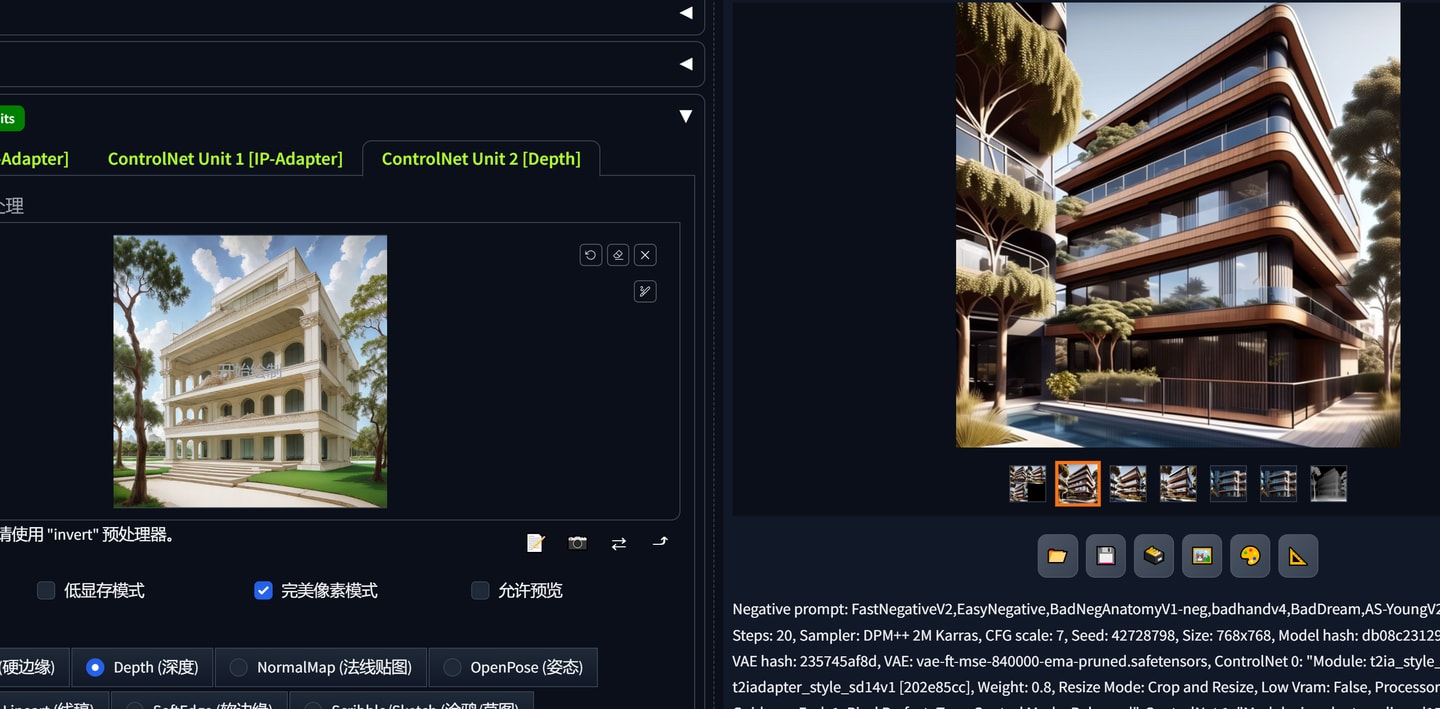 its
-Adapter]
ControlNet Unit 1 [IP-Adapter]
ControlNet Unit 2 [Depth]
处理
开始绘制
请使用 "invert" 预处理器。
低显存模式
完美像素模式
允许预览
(硬边缘)
Depth (深度)
NormalMap (法线贴图)
OpenPose (姿态)
Lineart (线稿)
SoftEdge (软边缘)
Scribble/Sketch (涂鸦/草图)
Negative prompt: FastNegativeV2,EasyNegative,BadNegAnatomyV1-neg,badhandv4,BadDream,AS-YoungV2
Steps: 20, Sampler: DPM++ 2M Karras, CFG scale: 7, Seed: 42728798, Size: 768x768, Model hash: db08c23129
VAE hash: 235745af8d, VAE: vae-ft-mse-840000-ema-pruned.safetensors, ControlNet 0: "Module: t2ia_style_
t2iadapter_style_sd14v1 [202e85cc], Weight: 0.8, Resize Mode: Crop and Resize, Low Vram: False, Processor